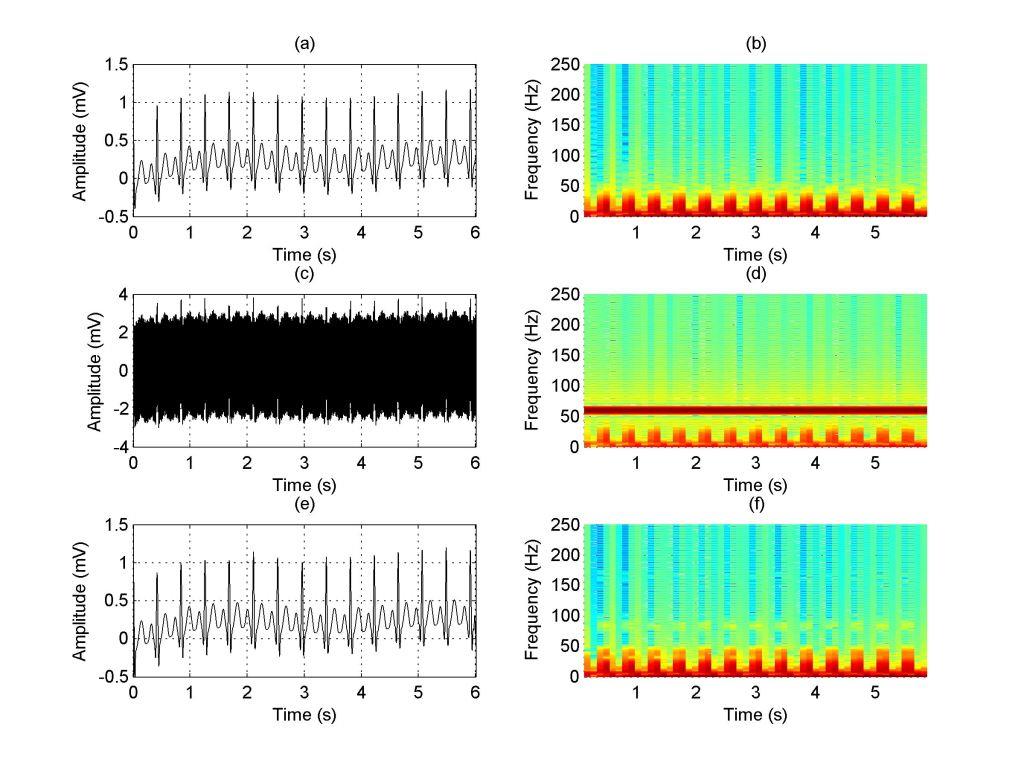 (a)
1.5
1
0.5
0
-0.5
Amplitude (mV)
0 1 2 3 4 5 6
Time (s)
(b)
250
200
150
100
50
0
Frequency (Hz)
1 2 3 4 5
Time (s)
(c)
4
2
0
-2
-4
Amplitude (mV)
0 1 2 3 4 5 6
Time (s)
(d)
250
200
150
100
50
0
Frequency (Hz)
1 2 3 4 5
Time (s)
(e)
1.5
1
0.5
0
-0.5
Amplitude (mV)
0 1 2 3 4 5 6
Time (s)
(f)
250
200
150
100
50
0
Frequency (Hz)
1 2 3 4 5
Time (s)